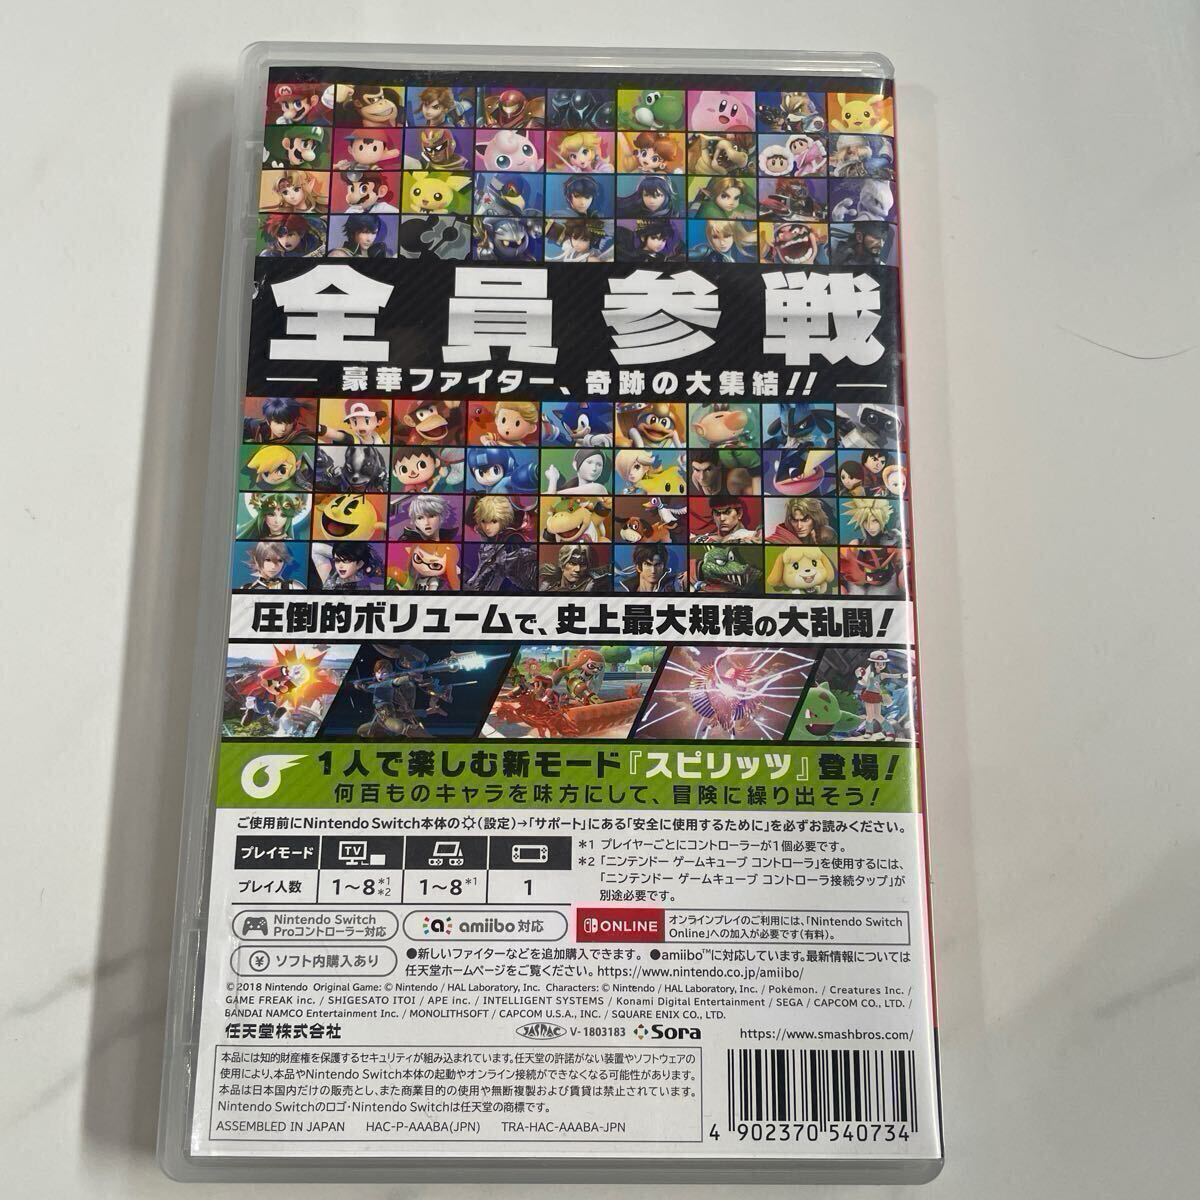 全員参戦
豪華ファイター、奇跡の大集結!!
圧倒的ボリュームで、史上最大規模の大乱闘!
1人で楽しむ新モード『スピリッツ』登場!
何百ものキャラを味方にして、冒険に繰り出そう!
ご使用前にNintendo Switch本体の(設定)→「サポート」にある「安全に使用するために」を必ずお読みください。
プレイモード TV
プレイ人数 1～8 *1 *2 1～8 *1 1
*1 プレイヤーごとにコントローラーが1個必要です。
*2 「ニンテンドー ゲームキューブ コントローラ」を使用するには、
「ニンテンドー ゲームキューブ コントローラ接続タップ」が
別途必要です。
Nintendo Switch
Proコントローラー対応
amiibo 対応
ONLINE
オンラインプレイのご利用には、「Nintendo Switch
Online」への加入が必要です(有料)。
¥ ソフト内購入あり
●新しいファイターなどを追加購入できます。 ●amiibo™に対応しています。最新情報については
任天堂ホームページをご覧ください。https://www.nintendo.co.jp/amiibo/
© 2018 Nintendo Original Game: © Nintendo / HAL Laboratory, Inc. Characters: © Nintendo / HAL Laboratory, Inc. / Pokémon. / Creatures Inc. /
GAME FREAK inc. / SHIGESATO ITOI / APE inc. / INTELLIGENT SYSTEMS / Konami Digital Entertainment / SEGA / CAPCOM CO., LTD. /
BANDAI NAMCO Entertainment Inc. / MONOLITHSOFT / CAPCOM U.S.A., INC. / SQUARE ENIX CO., LTD.
任天堂株式会社
JASRAC V-1803183 Sora
https://www.smashbros.com/
本品には知的財産権を保護するセキュリティが組み込まれています。任天堂の許諾がない装置やソフトウェアの
使用により、本品やNintendo Switch本体の起動やオンライン接続ができなくなる可能性があります。
本品は日本国内だけの販売とし、また商業目的の使用や無断複製および賃貸は禁止されています。
Nintendo Switchのロゴ・Nintendo Switchは任天堂の商標です。
ASSEMBLED IN JAPAN HAC-P-AAABA(JPN) TRA-HAC-AAABA-JPN
4 902370 540734